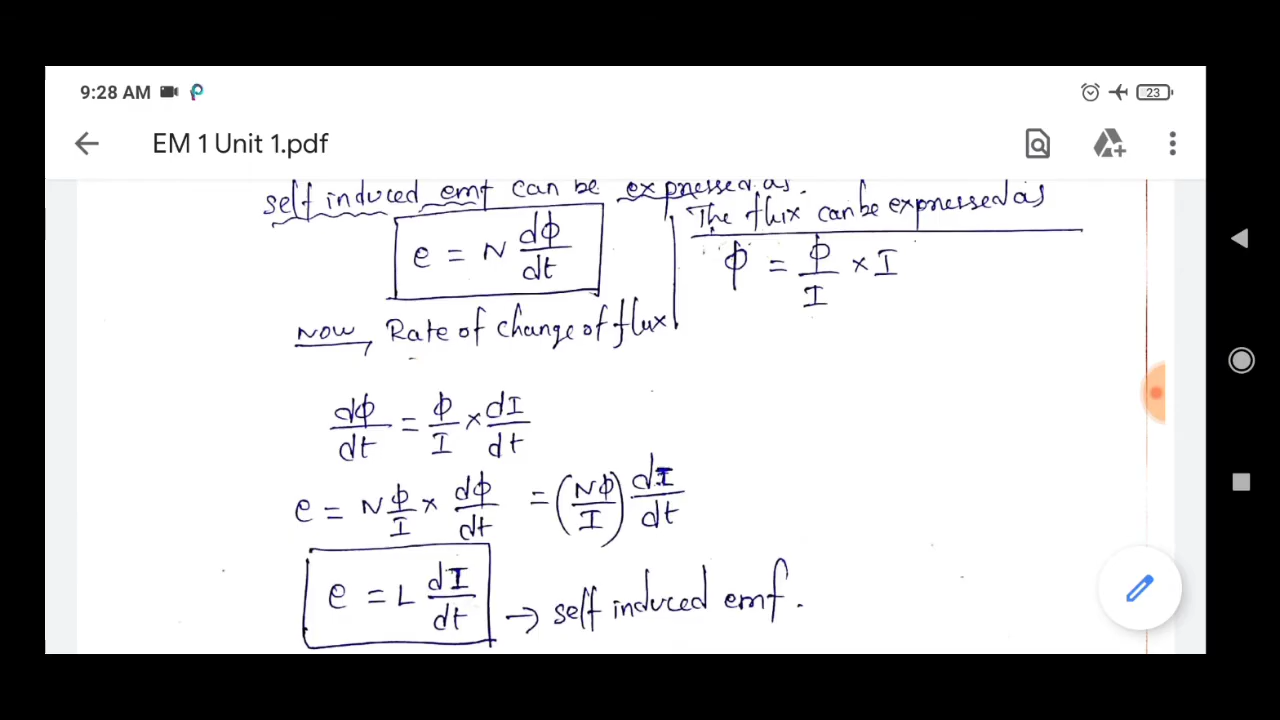 9:28 AM
23
EM 1 Unit 1.pdf
self induced emf can be expressed as.
e = N dΦ/dt
The flux can be expressed as
Φ = Φ/I × I
Now, Rate of change of flux
dΦ/dt = Φ/I × dI/dt
e = N Φ/I × dΦ/dt = (NΦ/I) dI/dt
e = L dI/dt → self induced emf.